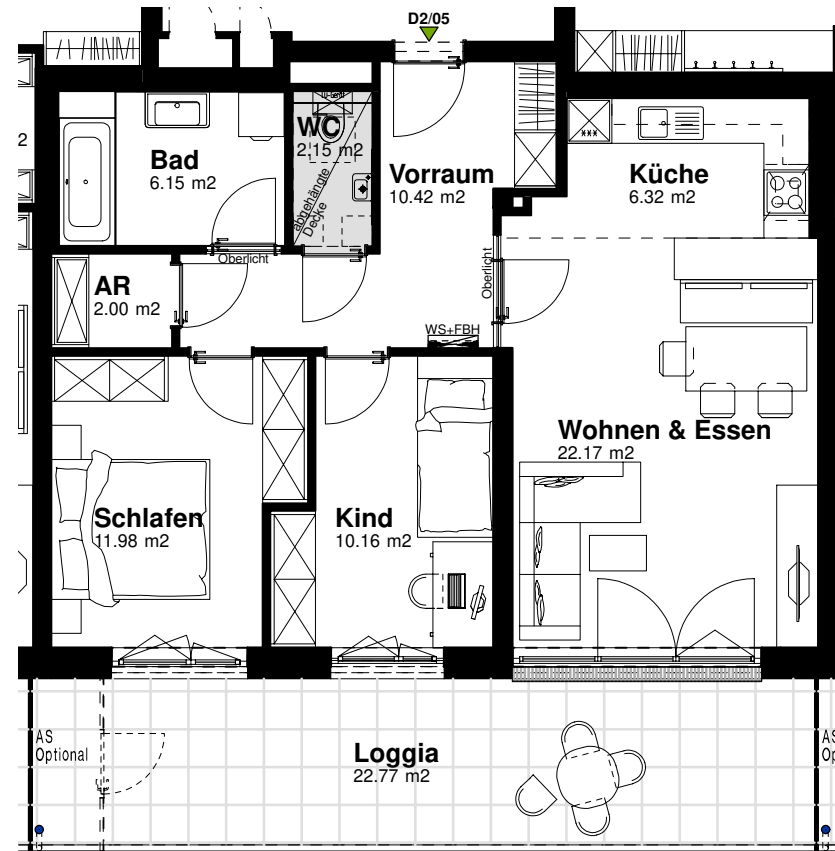 D2/05
2
Bad
6.15 m2
WC
2.15 m2
abgehängte
Decke
Vorraum
10.42 m2
Küche
6.32 m2
Oberlicht
Oberlicht
AR
2.00 m2
WS+FBH
Wohnen & Essen
22.17 m2
Schlafen
11.98 m2
Kind
10.16 m2
AS
Optional
Loggia
22.77 m2
AS
Op